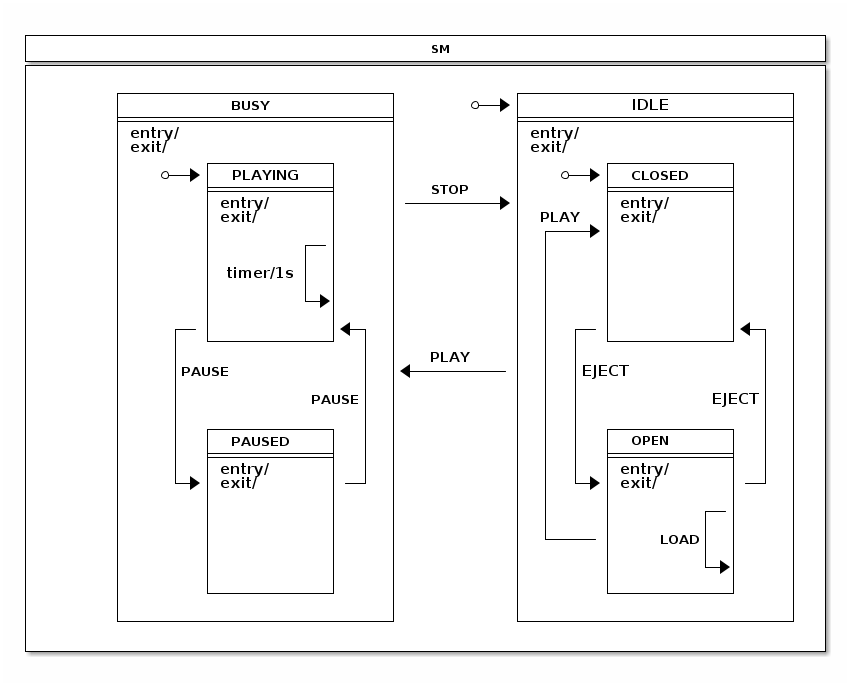 SM
BUSY
IDLE
entry/
exit/
entry/
exit/
PLAYING
CLOSED
entry/
exit/
STOP
entry/
exit/
PLAY
timer/1s
PLAY
PAUSE
EJECT
PAUSE
EJECT
PAUSED
OPEN
entry/
exit/
entry/
exit/
LOAD